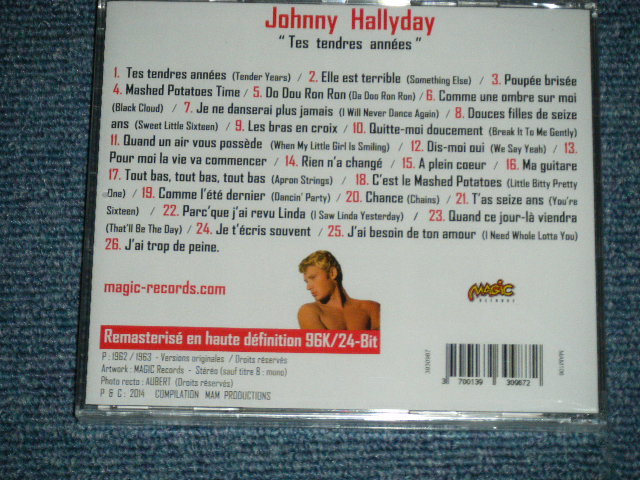 Johnny Hallyday
“ Tes tendres années ”
1. Tes tendres années (Tender Years) / 2. Elle est terrible (Something Else) / 3. Poupée brisée
4. Mashed Potatoes Time / 5. Do Dou Ron Ron (Da Doo Ron Ron) / 6. Comme une ombre sur moi
(Black Cloud) / 7. Je ne danserai plus jamais (I Will Never Dance Again) / 8. Douces filles de seize
ans (Sweet Little Sixteen) / 9. Les bras en croix / 10. Quitte-moi doucement (Break It To Me Gently)
11. Quand un air vous possède (When My Little Girl Is Smiling) / 12. Dis-moi oui (We Say Yeah) / 13.
Pour moi la vie va commencer / 14. Rien n'a changé / 15. A plein coeur / 16. Ma guitare
17. Tout bas, tout bas, tout bas (Apron Strings) / 18. C'est le Mashed Potatoes (Little Bitty Pretty
One) / 19. Comme l'été dernier (Dancin' Party) / 20. Chance (Chains) / 21. T'as seize ans (You're
Sixteen) / 22. Parc'que j'ai revu Linda (I Saw Linda Yesterday) / 23. Quand ce jour-là viendra
(That'll Be The Day) / 24. Je t'écris souvent / 25. J'ai besoin de ton amour (I Need Whole Lotta You)
26. J'ai trop de peine.
magic-records.com
MAGIC
RECORDS
Remasterisé en haute définition 96K/24-Bit
P : 1962 / 1963 - Versions originales / Droits réservés
Artwork : MAGIC Records - Stéréo (sauf titre 8 : mono)
Photo recto : AUBERT (Droits réservés)
P & C : 2014 COMPILATION MAM PRODUCTIONS
3930967
3 700139 309672